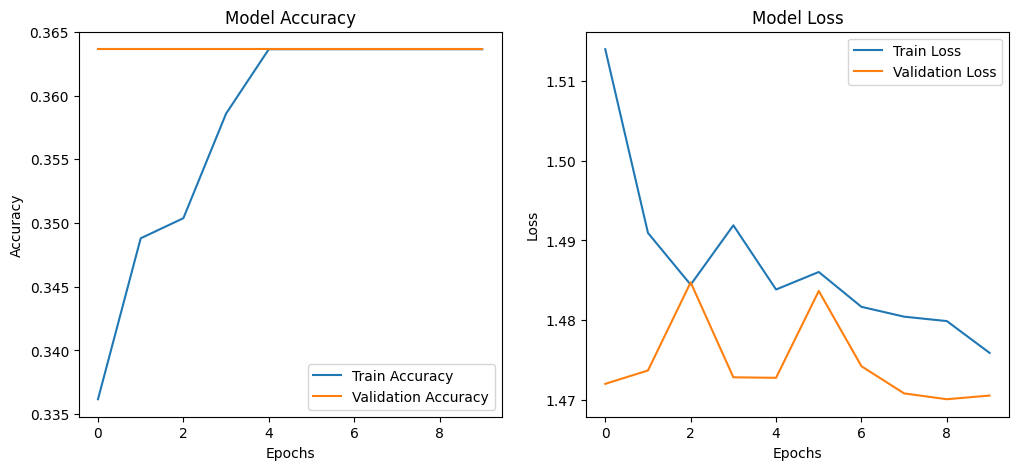 Model Accuracy
0.365
0.360
0.355
0.350
0.345
0.340
0.335
Accuracy
0 2 4 6 8
Epochs
Train Accuracy
Validation Accuracy
Model Loss
1.51
1.50
1.49
1.48
1.47
Loss
0 2 4 6 8
Epochs
Train Loss
Validation Loss